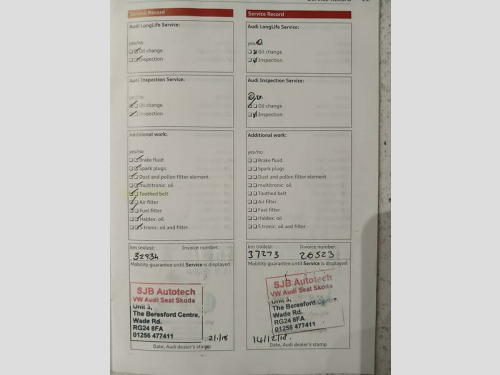 Service Record
Audi LongLife Service:
yes/no
Oil change
Inspection
Audi Inspection Service:
yes/no
Oil change
Inspection
Additional work:
yes/no
Brake fluid
Spark plugs
Dust and pollen filter element
multitronic: oil
Toothed belt
Air filter
Fuel filter
Haldex: oil
S tronic: oil and filter
km (miles): Invoice number:
32934
Mobility guarantee until Service is displayed
SJB Autotech
VW Audi Seat Skoda
Unit 3,
The Beresford Centre,
Wade Rd.
RG24 8FA
01256 477411
Date, Audi dealer's stamp
Service Record
Audi LongLife Service:
Oil change
Inspection
Audi Inspection Service:
Oil change
Inspection
Additional work:
yes/no
Brake fluid
Spark plugs
Dust and pollen filter element
multitronic: oil
Toothed belt
Air filter
Fuel filter
Haldex: oil
S tronic: oil and filter
km (miles): Invoice number:
37273 26523
Mobility guarantee until Service is displayed
SJB Autotech
VW Audi Seat Skoda
Unit 3,
The Beresford Centre,
Wade Rd.
RG24 8FA
01256 477411
14/12/18.
Date, Audi dealer's stamp